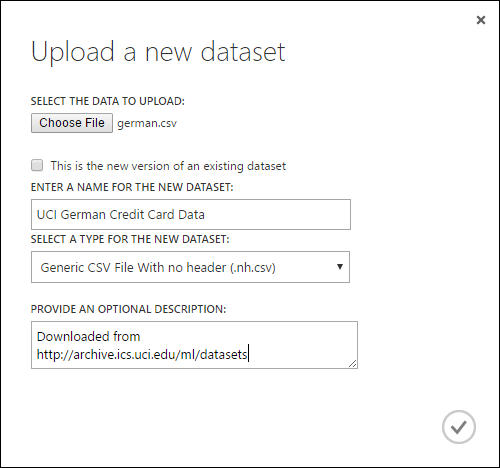 Upload a new dataset
SELECT THE DATA TO UPLOAD:
Choose File german.csv
This is the new version of an existing dataset
ENTER A NAME FOR THE NEW DATASET:
UCI German Credit Card Data
SELECT A TYPE FOR THE NEW DATASET:
Generic CSV File With no header (.nh.csv)
PROVIDE AN OPTIONAL DESCRIPTION:
Downloaded from
http://archive.ics.uci.edu/ml/datasets